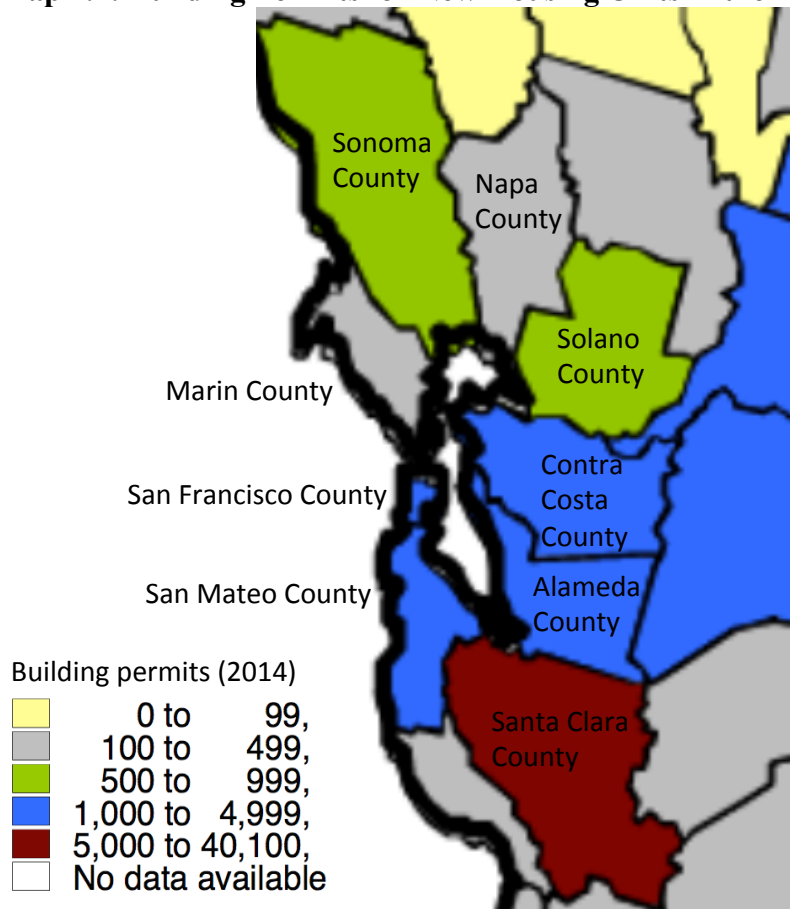 Sonoma
County
Napa
County
Solano
County
Marin County
Contra
Costa
County
San Francisco County
Alameda
County
San Mateo County
Building permits (2014)
0 to 99,
100 to 499,
500 to 999,
1,000 to 4,999,
5,000 to 40,100,
No data available
Santa Clara
County